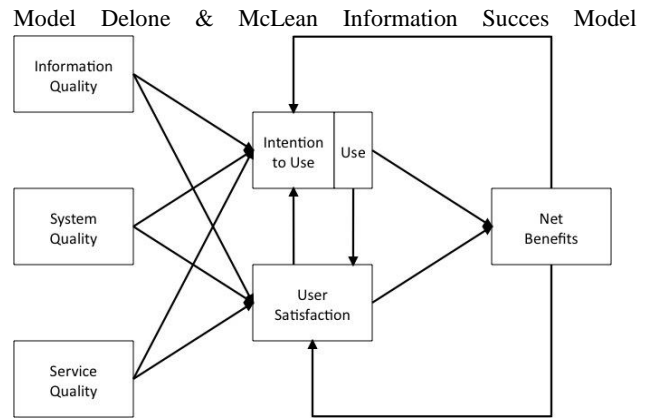 Model Delone & McLean Information Succes Model
Information
Quality
Intention
to Use
Use
System
Quality
Net
Benefits
User
Satisfaction
Service
Quality